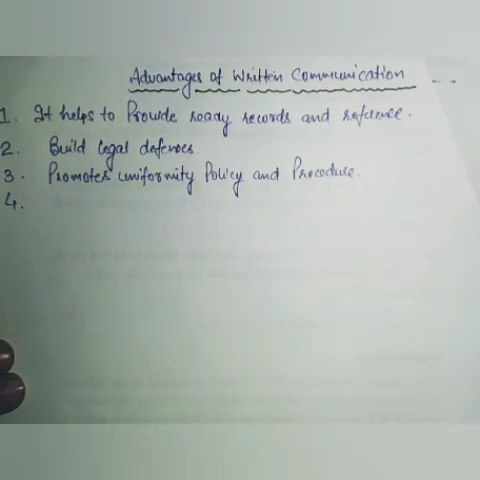 Advantages of Written Communication --
1. It helps to Provide ready records and reference.
2. Build legal defences.
3. Promotes uniformity Policy and Procedure.
4.